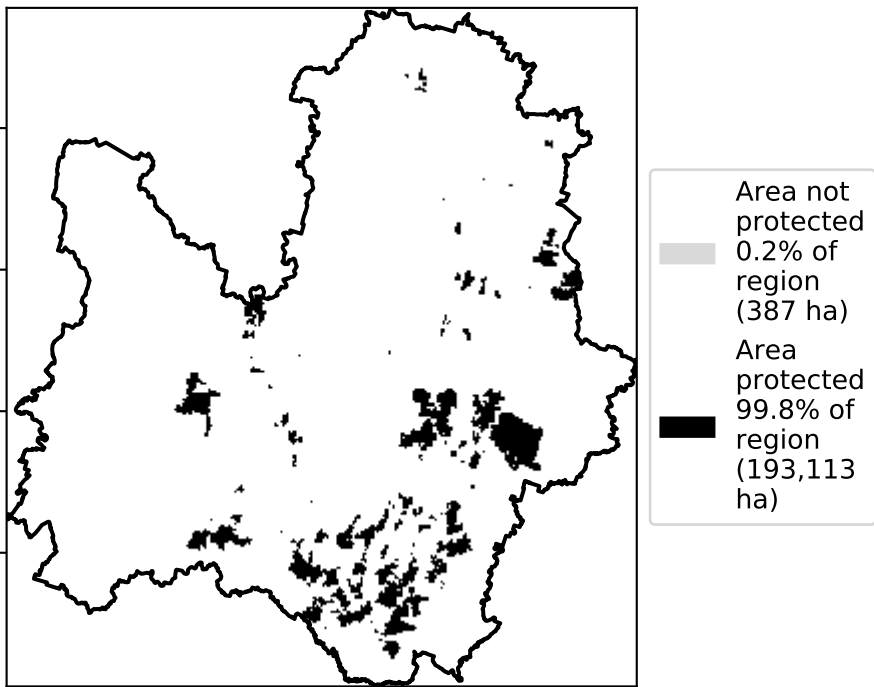 Area not
protected
0.2% of
region
(387 ha)
Area
protected
99.8% of
region
(193,113
ha)